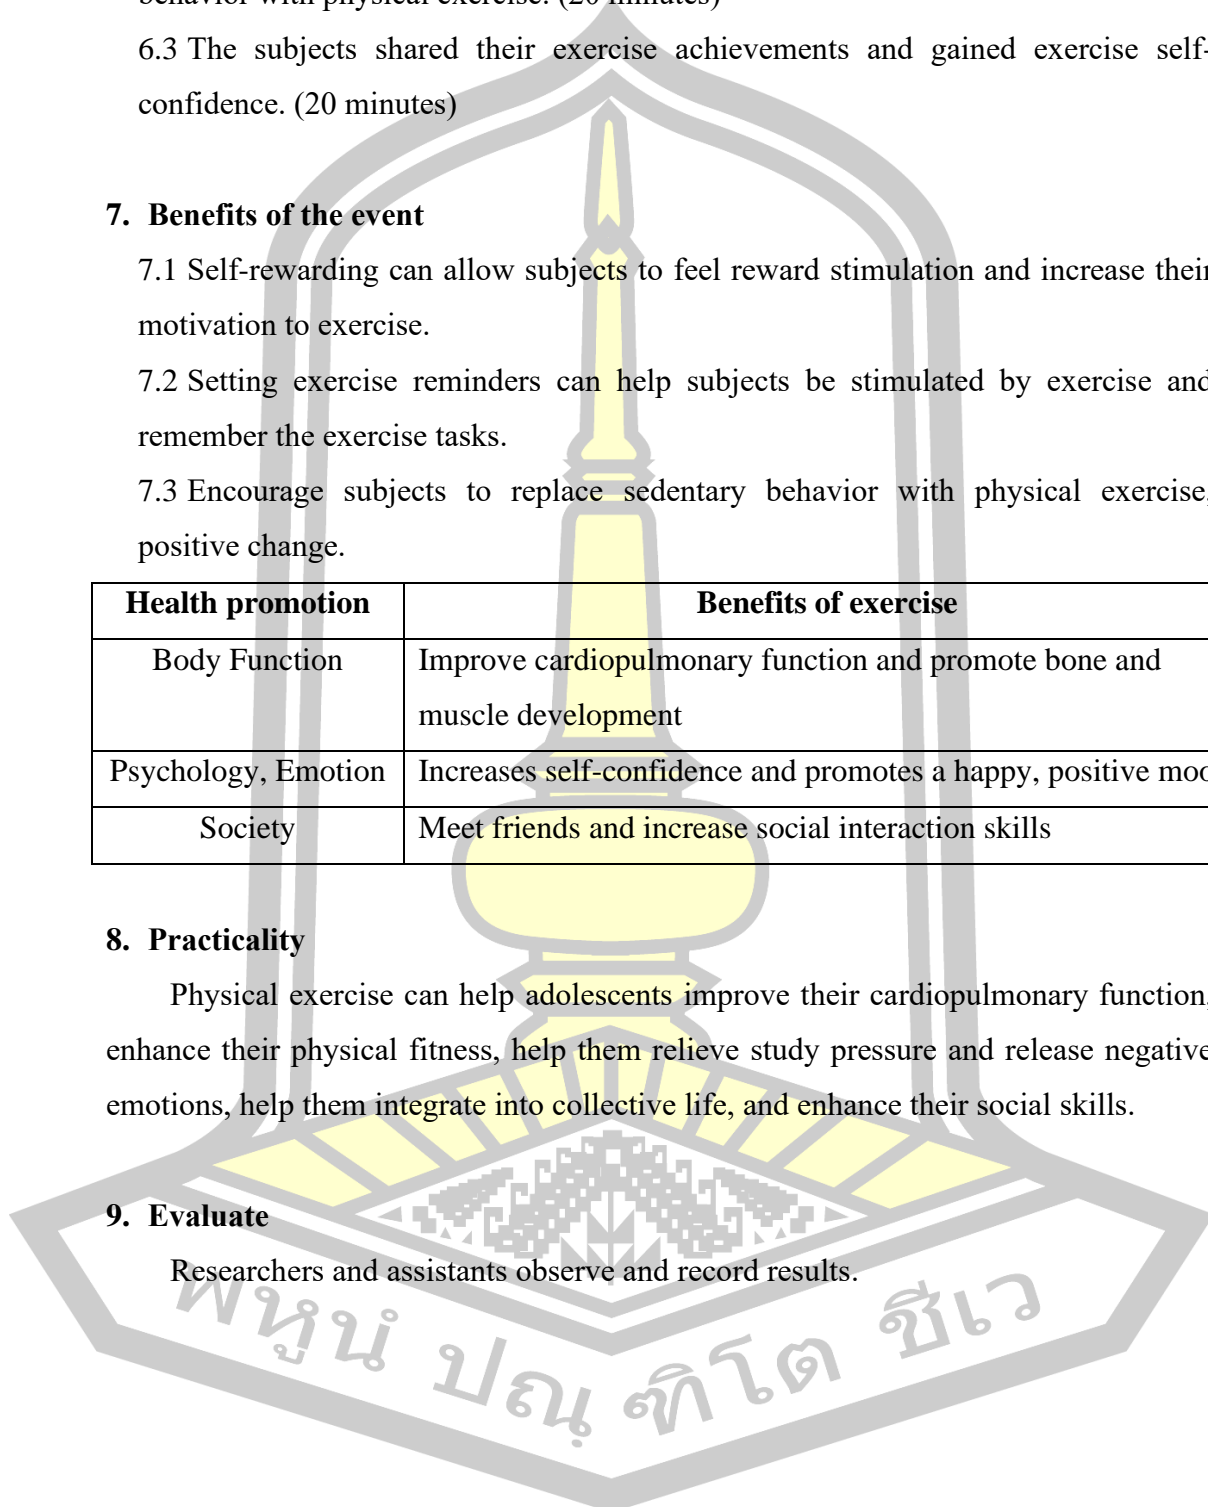 behavior with physical exercise. (20 minutes)
6.3 The subjects shared their exercise achievements and gained exercise self-
confidence. (20 minutes)
7. Benefits of the event
7.1 Self-rewarding can allow subjects to feel reward stimulation and increase their
motivation to exercise.
7.2 Setting exercise reminders can help subjects be stimulated by exercise and
remember the exercise tasks.
7.3 Encourage subjects to replace sedentary behavior with physical exercise,
positive change.
Health promotion Benefits of exercise
Body Function Improve cardiopulmonary function and promote bone and
muscle development
Psychology, Emotion Increases self-confidence and promotes a happy, positive moo
Society Meet friends and increase social interaction skills
8. Practicality
Physical exercise can help adolescents improve their cardiopulmonary function,
enhance their physical fitness, help them relieve study pressure and release negative
emotions, help them integrate into collective life, and enhance their social skills.
9. Evaluate
Researchers and assistants observe and record results.
พหูนํ ปณฺฑิโต ชีเว